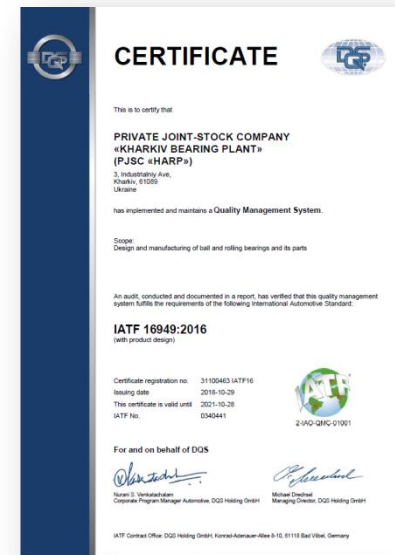 DQS
CERTIFICATE
DQS
This is to certify that
PRIVATE JOINT-STOCK COMPANY
«KHARKIV BEARING PLANT»
(PJSC «HARP»)
3, Industrialniy Ave,
Kharkiv, 61089
Ukraine
has implemented and maintains a Quality Management System.
Scope:
Design and manufacturing of ball and rolling bearings and its parts
An audit, conducted and documented in a report, has verified that this quality management
system fulfills the requirements of the following International Automotive Standard:
IATF 16949:2016
(with product design)
Certificate registration no. 31100463 IATF16
Issuing date 2018-10-29
This certificate is valid until 2021-10-28
IATF No. 0340441
IATF
2-IAO-QMC-01001
For and on behalf of DQS
Nurani S. Venkatachalam
Corporate Program Manager Automotive, DQS Holding GmbH
Michael Drechsel
Managing Director, DQS Holding GmbH
IATF Contract Office: DQS Holding GmbH, Konrad-Adenauer-Allee 8-10, 61118 Bad Vilbel, Germany